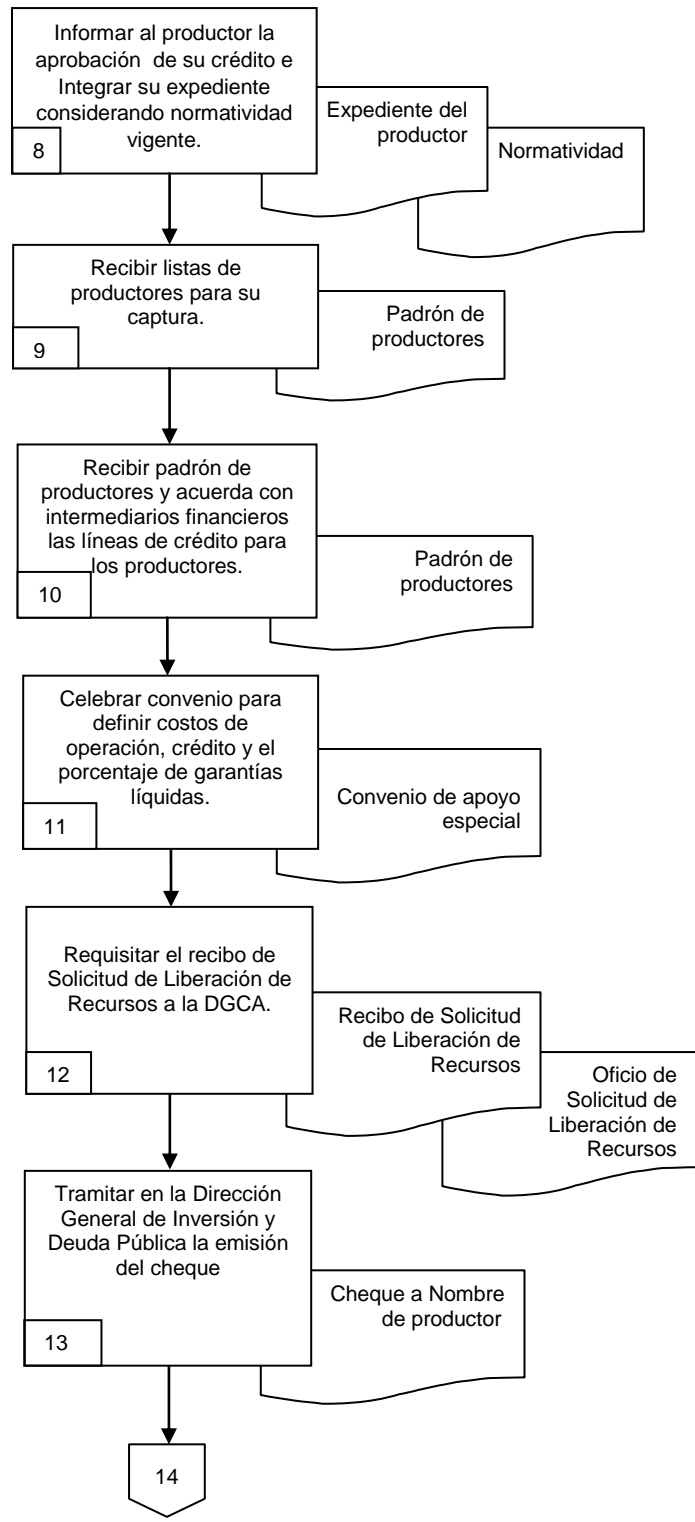 Informar al productor la
aprobación de su crédito e
Integrar su expediente
considerando normatividad
vigente.
8
Expediente del
productor
Normatividad
Recibir listas de
productores para su
captura.
9
Padrón de
productores
Recibir padrón de
productores y acuerda con
intermediarios financieros
las líneas de crédito para
los productores.
10
Padrón de
productores
Celebrar convenio para
definir costos de
operación, crédito y el
porcentaje de garantías
líquidas.
11
Convenio de apoyo
especial
Requisitar el recibo de
Solicitud de Liberación de
Recursos a la DGCA.
12
Recibo de Solicitud
de Liberación de
Recursos
Oficio de
Solicitud de
Liberación de
Recursos
Tramitar en la Dirección
General de Inversión y
Deuda Pública la emisión
del cheque
13
Cheque a Nombre
de productor
14